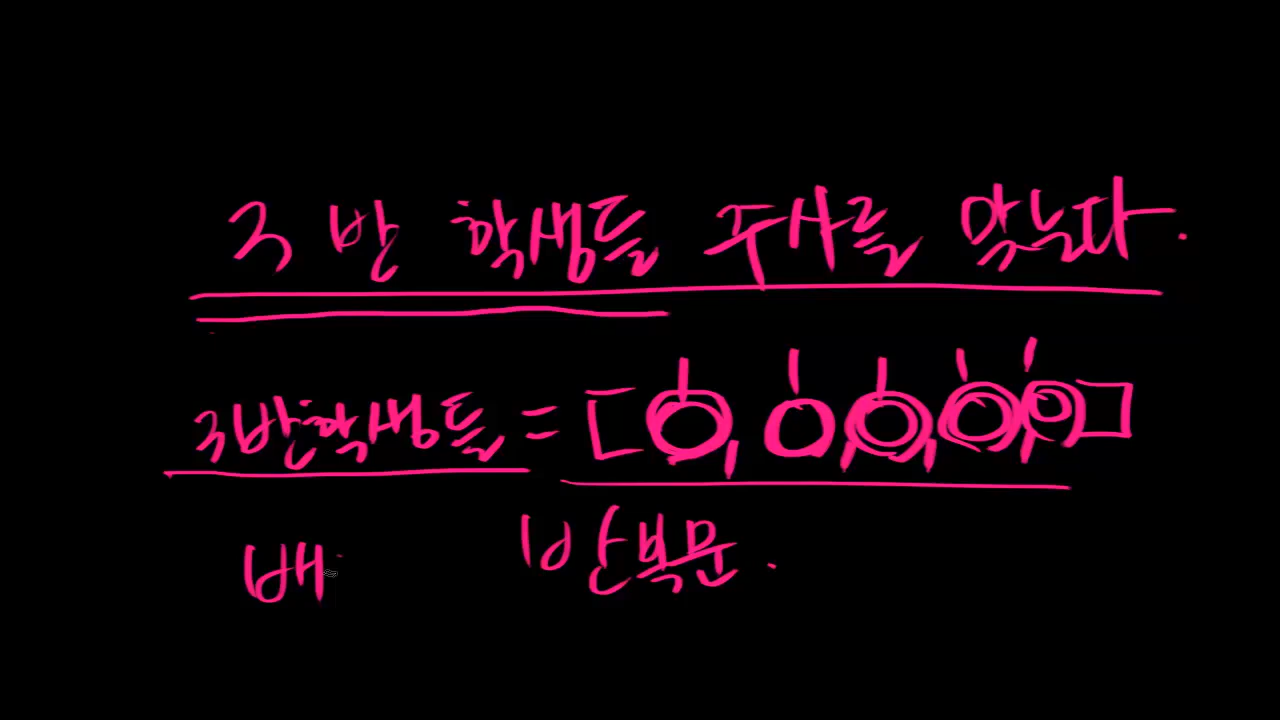 3반 학생들 주사를 맞는다.
3반학생들 = [O, O, O, O, O]
배 반복문.